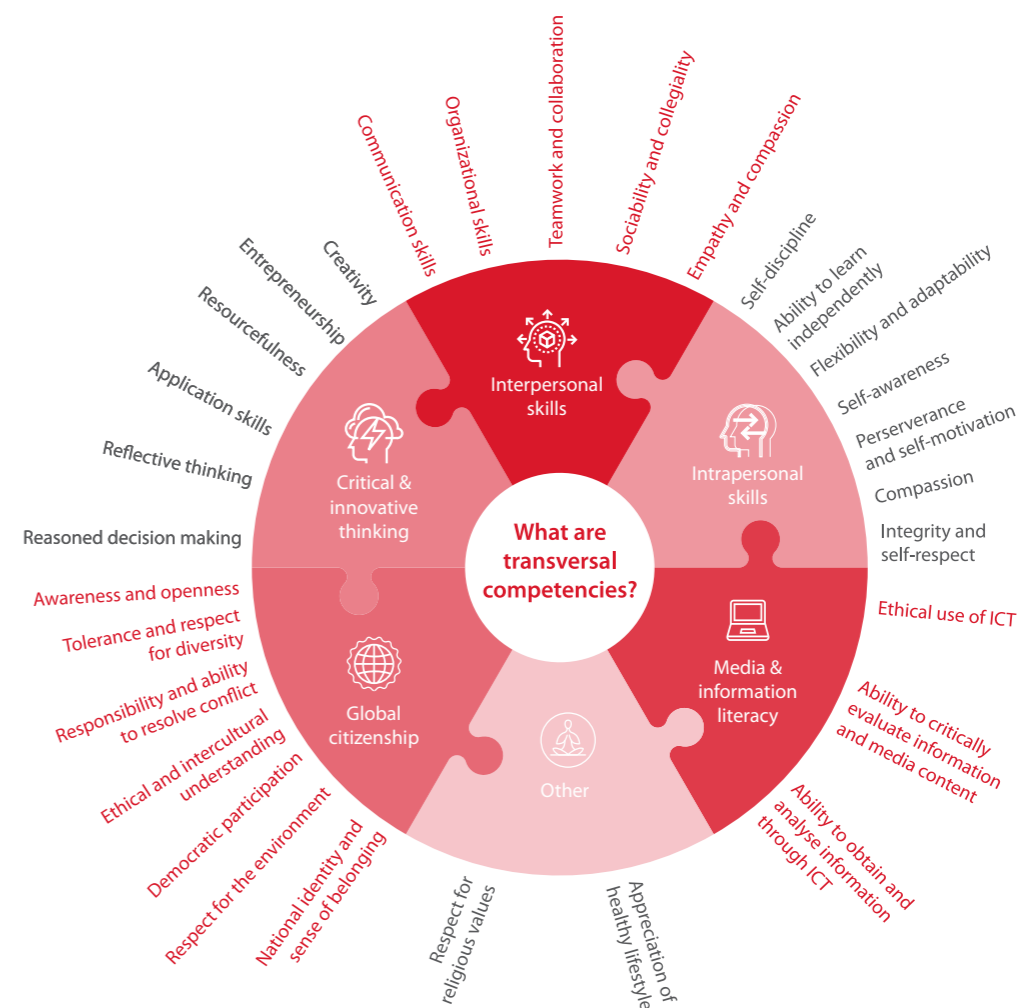 What are
transversal
competencies?
Interpersonal
skills
Communication skills
Organizational skills
Teamwork and collaboration
Sociability and collegiality
Empathy and compassion
Intrapersonal
skills
Self-discipline
Ability to learn
independently
Flexibility and adaptability
Self-awareness
Perserverance
and self-motivation
Compassion
Integrity and
self-respect
Media &
information
literacy
Ethical use of ICT
Ability to critically
evaluate information
and media content
Ability to obtain and
analyse information
through ICT
Other
Appreciation of
healthy lifestyle
Respect for
religious values
Global
citizenship
Awareness and openness
Tolerance and respect
for diversity
Responsibility and ability
to resolve conflict
Ethical and intercultural
understanding
Democratic participation
Respect for the environment
National identity and
sense of belonging
Critical &
innovative
thinking
Creativity
Entrepreneurship
Resourcefulness
Application skills
Reflective thinking
Reasoned decision making